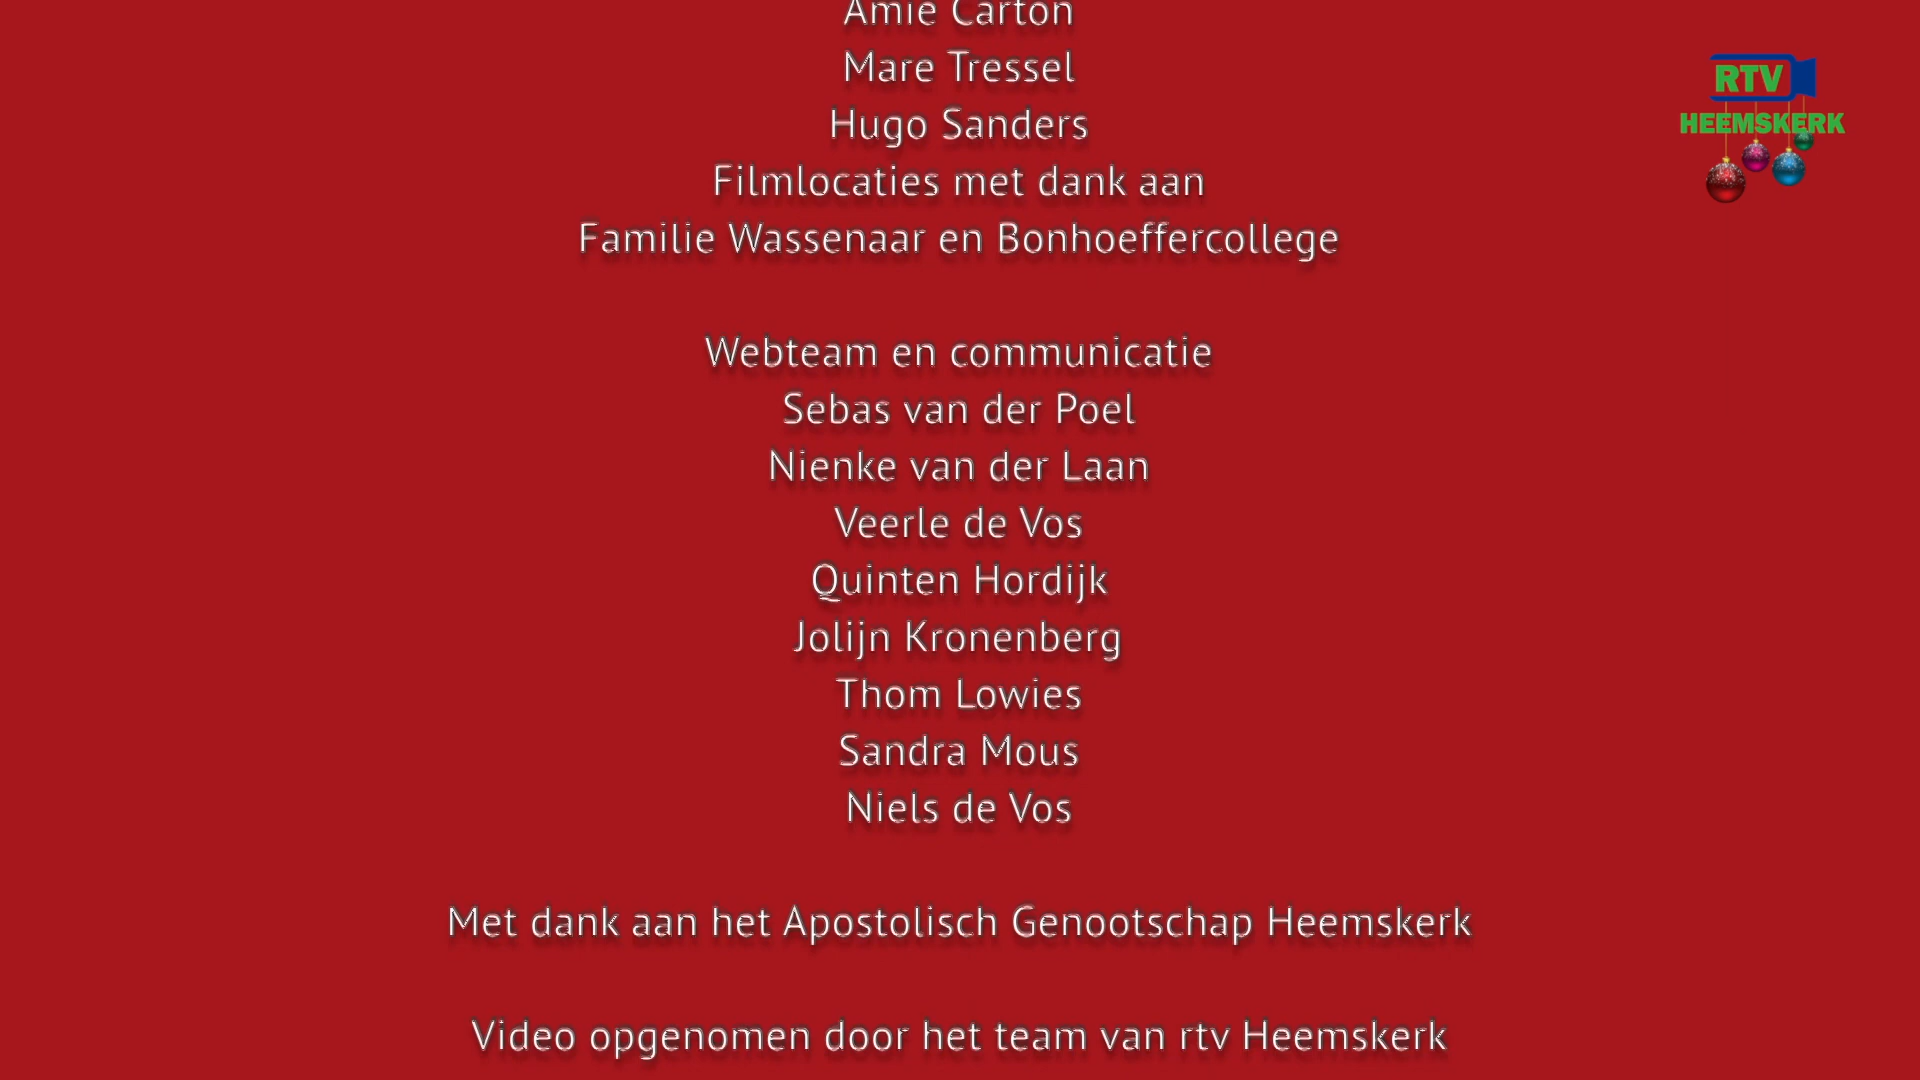 Amie Carton
Mare Tressel
Hugo Sanders
Filmlocaties met dank aan
Familie Wassenaar en Bonhoeffercollege
Webteam en communicatie
Sebas van der Poel
Nienke van der Laan
Veerle de Vos
Quinten Hordijk
Jolijn Kronenberg
Thom Lowies
Sandra Mous
Niels de Vos
Met dank aan het Apostolisch Genootschap Heemskerk
Video opgenomen door het team van rtv Heemskerk
RTV
HEEMSKERK